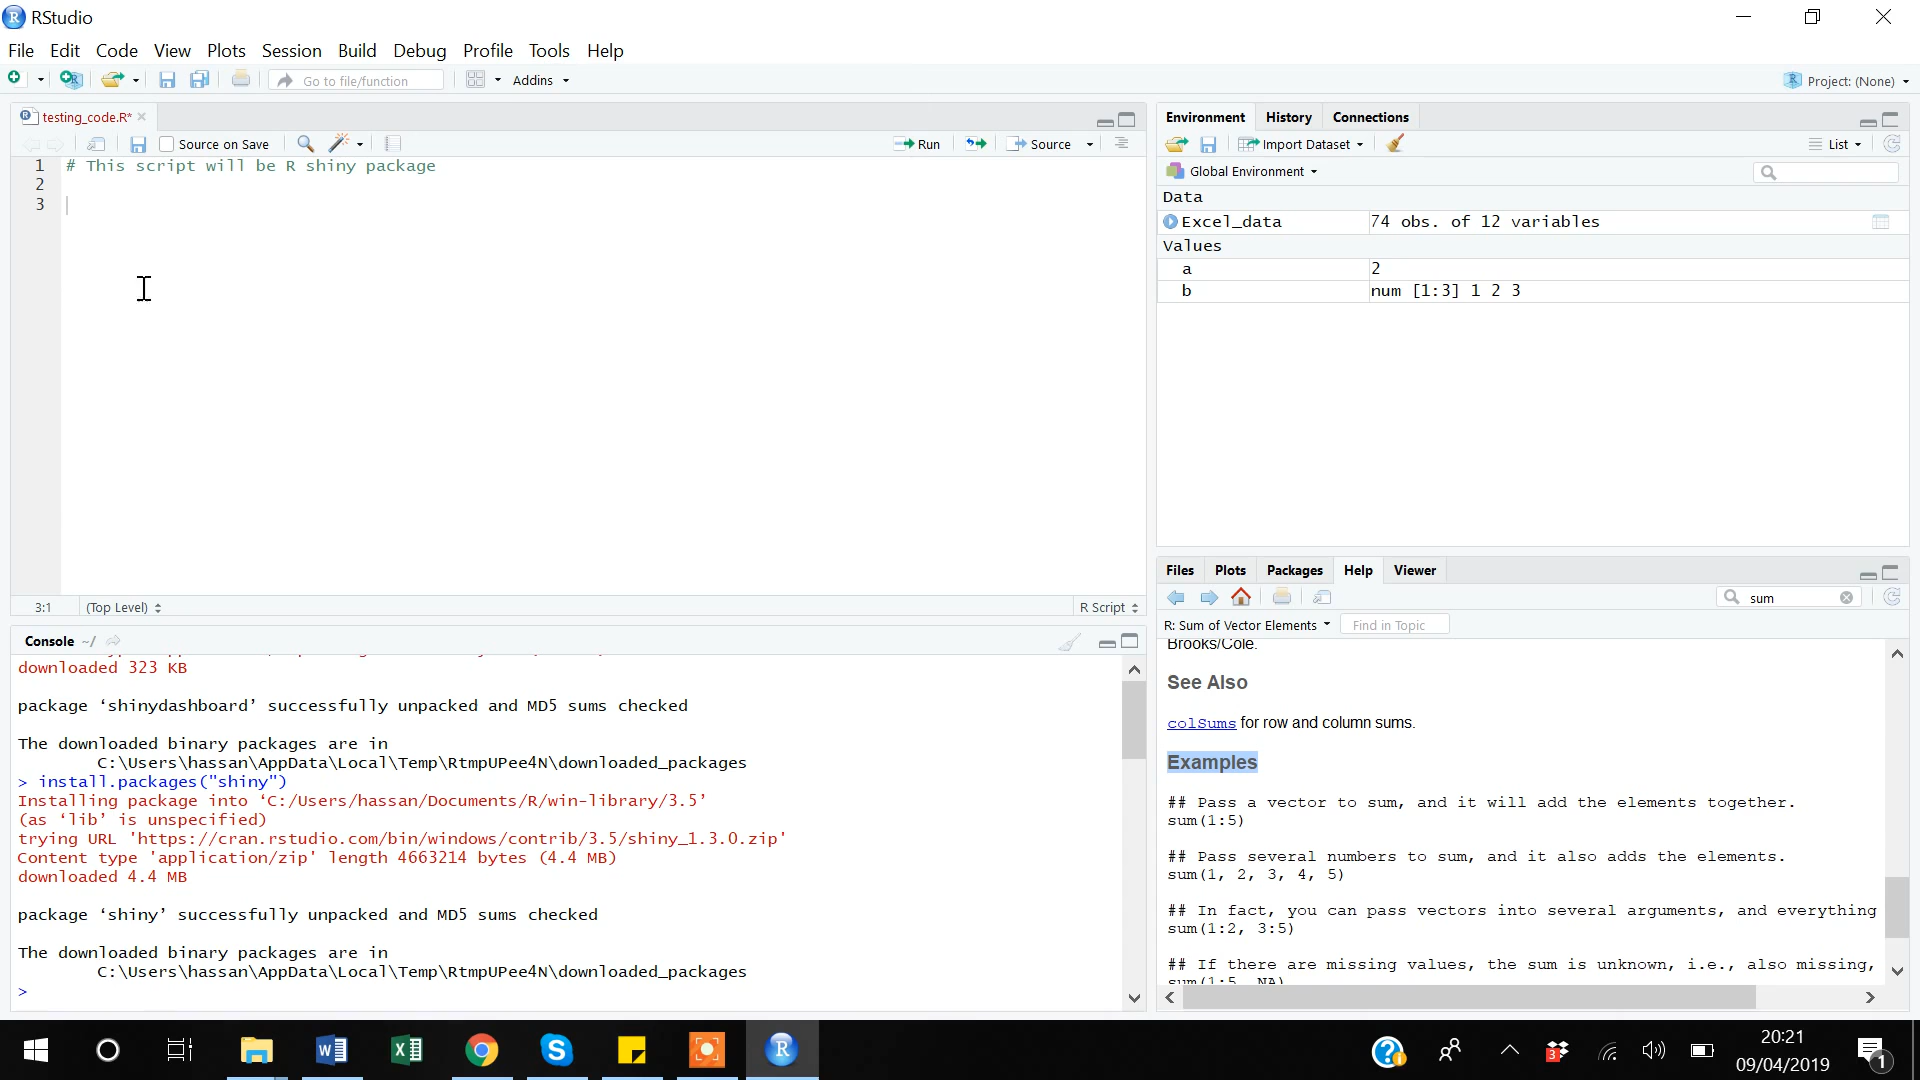 RStudio
File Edit Code View Plots Session Build Debug Profile Tools Help
Go to file/function Addins Project: (None)
testing_code.R*
Source on Save Run Source
1 # This script will be R shiny package
2
3
3:1 (Top Level) R Script
Console ~/
downloaded 323 KB
package ‘shinydashboard’ successfully unpacked and MD5 sums checked
The downloaded binary packages are in
C:\Users\hassan\AppData\Local\Temp\RtmpUPee4N\downloaded_packages
> install.packages("shiny")
Installing package into ‘C:/Users/hassan/Documents/R/win-library/3.5’
(as ‘lib’ is unspecified)
trying URL 'https://cran.rstudio.com/bin/windows/contrib/3.5/shiny_1.3.0.zip'
Content type 'application/zip' length 4663214 bytes (4.4 MB)
downloaded 4.4 MB
package ‘shiny’ successfully unpacked and MD5 sums checked
The downloaded binary packages are in
C:\Users\hassan\AppData\Local\Temp\RtmpUPee4N\downloaded_packages
>
Environment History Connections
Import Dataset List
Global Environment
Data
Excel_data 74 obs. of 12 variables
Values
a 2
b num [1:3] 1 2 3
Files Plots Packages Help Viewer
sum
R: Sum of Vector Elements Find in Topic
Brooks/Cole.
See Also
colSums for row and column sums.
Examples
## Pass a vector to sum, and it will add the elements together.
sum(1:5)
## Pass several numbers to sum, and it also adds the elements.
sum(1, 2, 3, 4, 5)
## In fact, you can pass vectors into several arguments, and everything
sum(1:2, 3:5)
## If there are missing values, the sum is unknown, i.e., also missing,
sum(1:5, NA)
20:21
09/04/2019
3
1